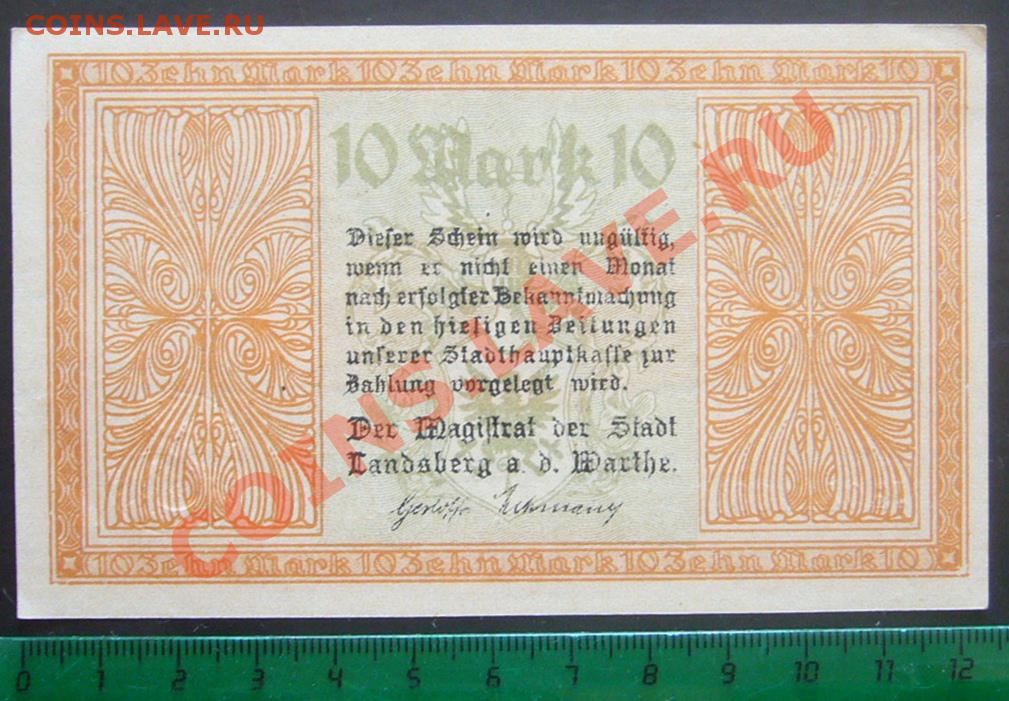 COINS.LAVE.RU
10 Zehn Mark 10 Zehn Mark 10 Zehn Mark 10
10 Mark 10
Dieser Schein wird ungültig,
wenn er nicht einen Monat
nach erfolgter Bekanntmachung
in den hiesigen Zeitungen
unserer Stadthauptkasse zur
Zahlung vorgelegt wird.
Der Magistrat der Stadt
Landsberg a. d. Warthe.
COINS.LAVE.RU
10 Zehn Mark 10 Zehn Mark 10 Zehn Mark 10
0 1 2 3 4 5 6 7 8 9 10 11 12